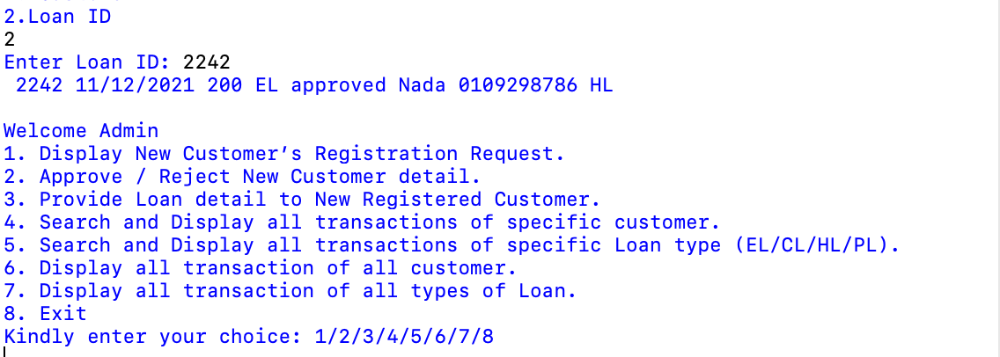 2.Loan ID
2
Enter Loan ID: 2242
2242 11/12/2021 200 EL approved Nada 0109298786 HL
Welcome Admin
1. Display New Customer’s Registration Request.
2. Approve / Reject New Customer detail.
3. Provide Loan detail to New Registered Customer.
4. Search and Display all transactions of specific customer.
5. Search and Display all transactions of specific Loan type (EL/CL/HL/PL).
6. Display all transaction of all customer.
7. Display all transaction of all types of Loan.
8. Exit
Kindly enter your choice: 1/2/3/4/5/6/7/8